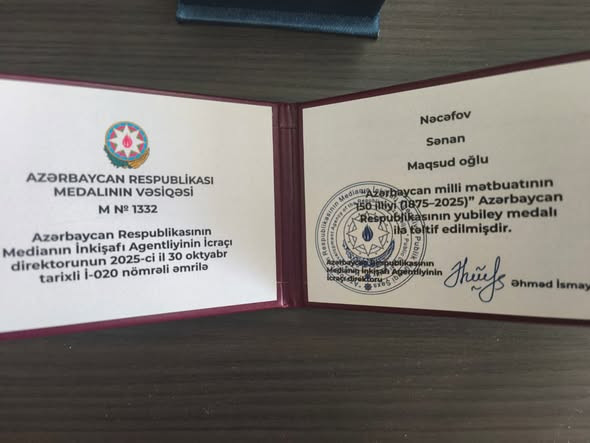 AZƏRBAYCAN RESPUBLİKASI
MEDALININ VƏSİQƏSİ
M № 1332
Azərbaycan Respublikasının
Medianın İnkişafı Agentliyinin İcraçı
direktorunun 2025-ci il 30 oktyabr
tarixli İ-020 nömrəli əmrilə
Nəcəfov
Sənan
Maqsud oğlu
"Azərbaycan milli mətbuatının
150 illiyi (1875-2025)" Azərbaycan
Respublikasının yubiley medalı
ilə təltif edilmişdir.
Azərbaycan Respublikasının
Medianın İnkişafı Agentliyinin
İcraçı direktoru
Əhməd İsmay